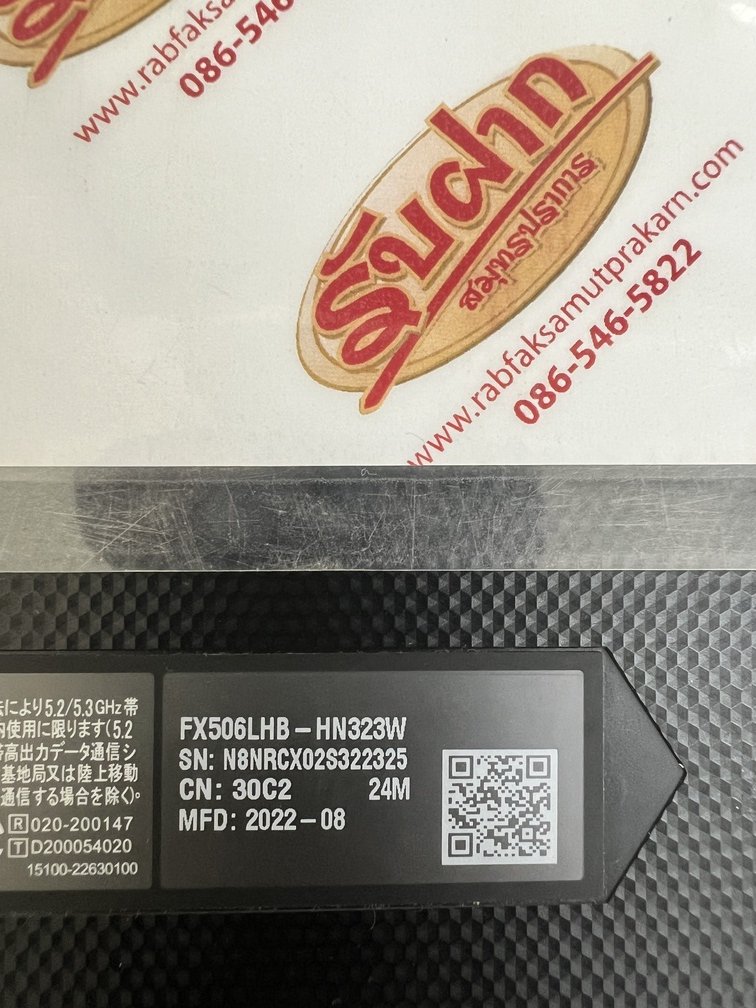 www.rabfaksa
086-546
รับฝาก
สมุทรปราการ
www.rabfaksamutprakarn.com
086-546-5822
法により5.2/5.3GHz帯
内使用に限ります(5.2
帯高出力データ通信シ
基地局又は陸上移動
通信する場合を除く)。
R 020-200147
T D200054020
15100-22630100
FX506LHB-HN323W
SN: N8NRCX02S322325
CN: 30C2 24M
MFD: 2022-08